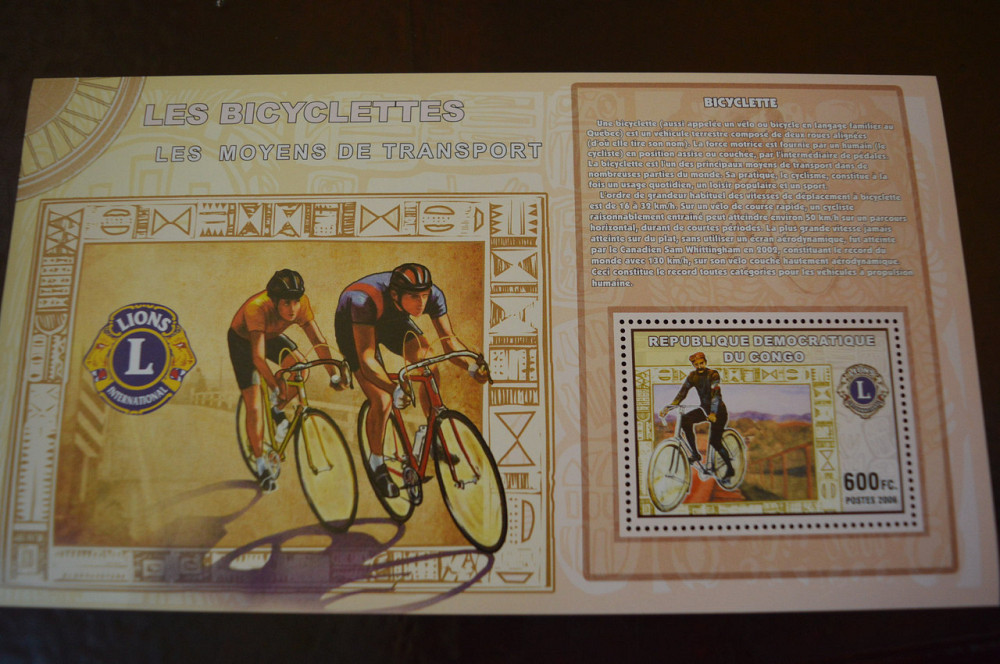 LES BICYCLETTES
LES MOYENS DE TRANSPORT
LIONS
L
INTERNATIONAL
BICYCLETTE
Une bicyclette (aussi appelée un vélo ou bicycle en langage familier au
Québec) est un véhicule terrestre composé de deux roues alignées
(d'où elle tire son nom). La force motrice est fournie par un humain (le
cycliste) en position assise ou couchée, par l'intermédiaire de pédales.
La bicyclette est l'un des principaux moyens de transport dans de
nombreuses parties du monde. Sa pratique, le cyclisme, constitue à la
fois un usage quotidien, un loisir populaire et un sport.
L'ordre de grandeur habituel des vitesses de déplacement à bicyclette
est de 16 à 32 km/h. Sur un vélo de course rapide, un cycliste
raisonnablement entraîné peut atteindre environ 50 km/h sur un parcours
horizontal, durant de courtes périodes. La plus grande vitesse jamais
atteinte sur du plat, sans utiliser un écran aérodynamique, fut atteinte
par le Canadien Sam Whittingham en 2002, constituant le record du
monde avec 130 km/h, sur son vélo couché hautement aérodynamique.
Ceci constitue le record toutes catégories pour les véhicules à propulsion
humaine.
REPUBLIQUE DEMOCRATIQUE
DU CONGO
L
600 FC.
POSTES 2006